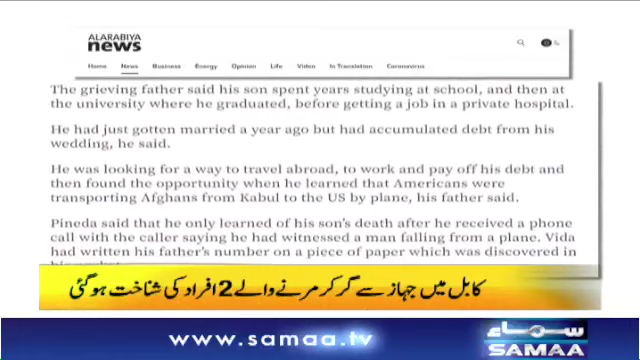 ALARABIYA
news
Home News Business Energy Opinion Life Video In Translation Coronavirus
The grieving father said his son spent years studying at school, and then at
the university where he graduated, before getting a job in a private hospital.
He had just gotten married a year ago but had accumulated debt from his
wedding, he said.
He was looking for a way to travel abroad, to work and pay off his debt and
then found the opportunity when he learned that Americans were
transporting Afghans from Kabul to the US by plane, his father said.
Pineda said that he only learned of his son's death after he received a phone
call with the caller saying he had witnessed a man falling from a plane. Vida
had written his father's number on a piece of paper which was discovered in
کابل میں جہاز سے گر کر مرنے والے 2 افراد کی شناخت ہو گئی
www.samaa.tv
سماء
SAMAA